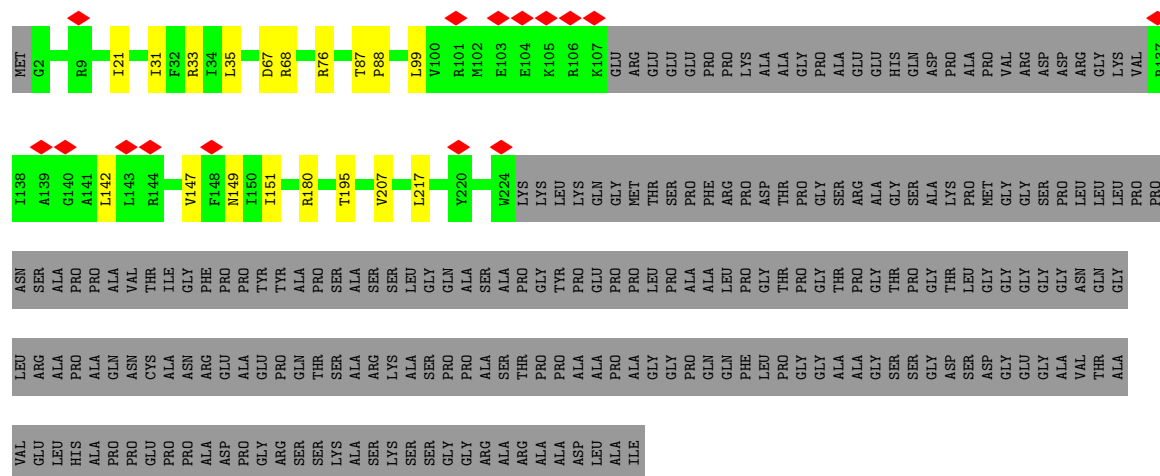 MET G2 R9 I21 I31 F32 R33 I34 L35 D67 R68 R76 T87 P88 L99 V100 R101 M102 E103 E104 K105 R106 K107 GLU ARG GLU GLU GLU PRO PRO LYS ALA ALA GLY PRO ALA GLU GLU HIS GLN ASP PRO ALA PRO VAL ARG ASP ASP ARG GLY LYS VAL R137
I138 A139 G140 A141 L142 L143 R144 V147 F148 N149 I150 I151 R180 T195 V207 L217 Y220 W224 LYS LYS LEU LYS GLN GLY MET THR SER PRO PHE ARG PRO ASP THR PRO GLY SER ARG ALA GLY SER ALA LYS PRO MET GLY GLY SER PRO LEU LEU LEU PRO PRO
ASN SER ALA PRO PRO ALA VAL THR ILE GLY PHE PRO PRO TYR TYR ALA PRO SER ALA SER SER LEU GLY GLN ALA SER ALA PRO GLY TYR PRO GLU PRO PRO LEU PRO ALA ALA LEU PRO GLY THR PRO GLY THR PRO GLY THR PRO GLY THR LEU GLY GLY GLY GLY GLY ASN GLN GLY
LEU ARG ALA PRO ALA GLN ASN CYS ALA ASN ARG GLU ALA GLU PRO GLN THR SER ALA ARG LYS ALA SER PRO PRO ALA SER THR PRO PRO ALA ALA PRO ALA GLY GLY PRO GLN GLN PHE LEU PRO GLY GLY ALA ALA GLY SER SER GLY ASP SER ASP GLY GLU GLY ALA VAL THR ALA
VAL GLU LEU HIS ALA PRO PRO GLU PRO PRO ALA ASP PRO GLY ARG SER SER LYS ALA SER LYS SER SER GLY GLY ARG ALA ARG ALA ALA ASP LEU ALA ILE